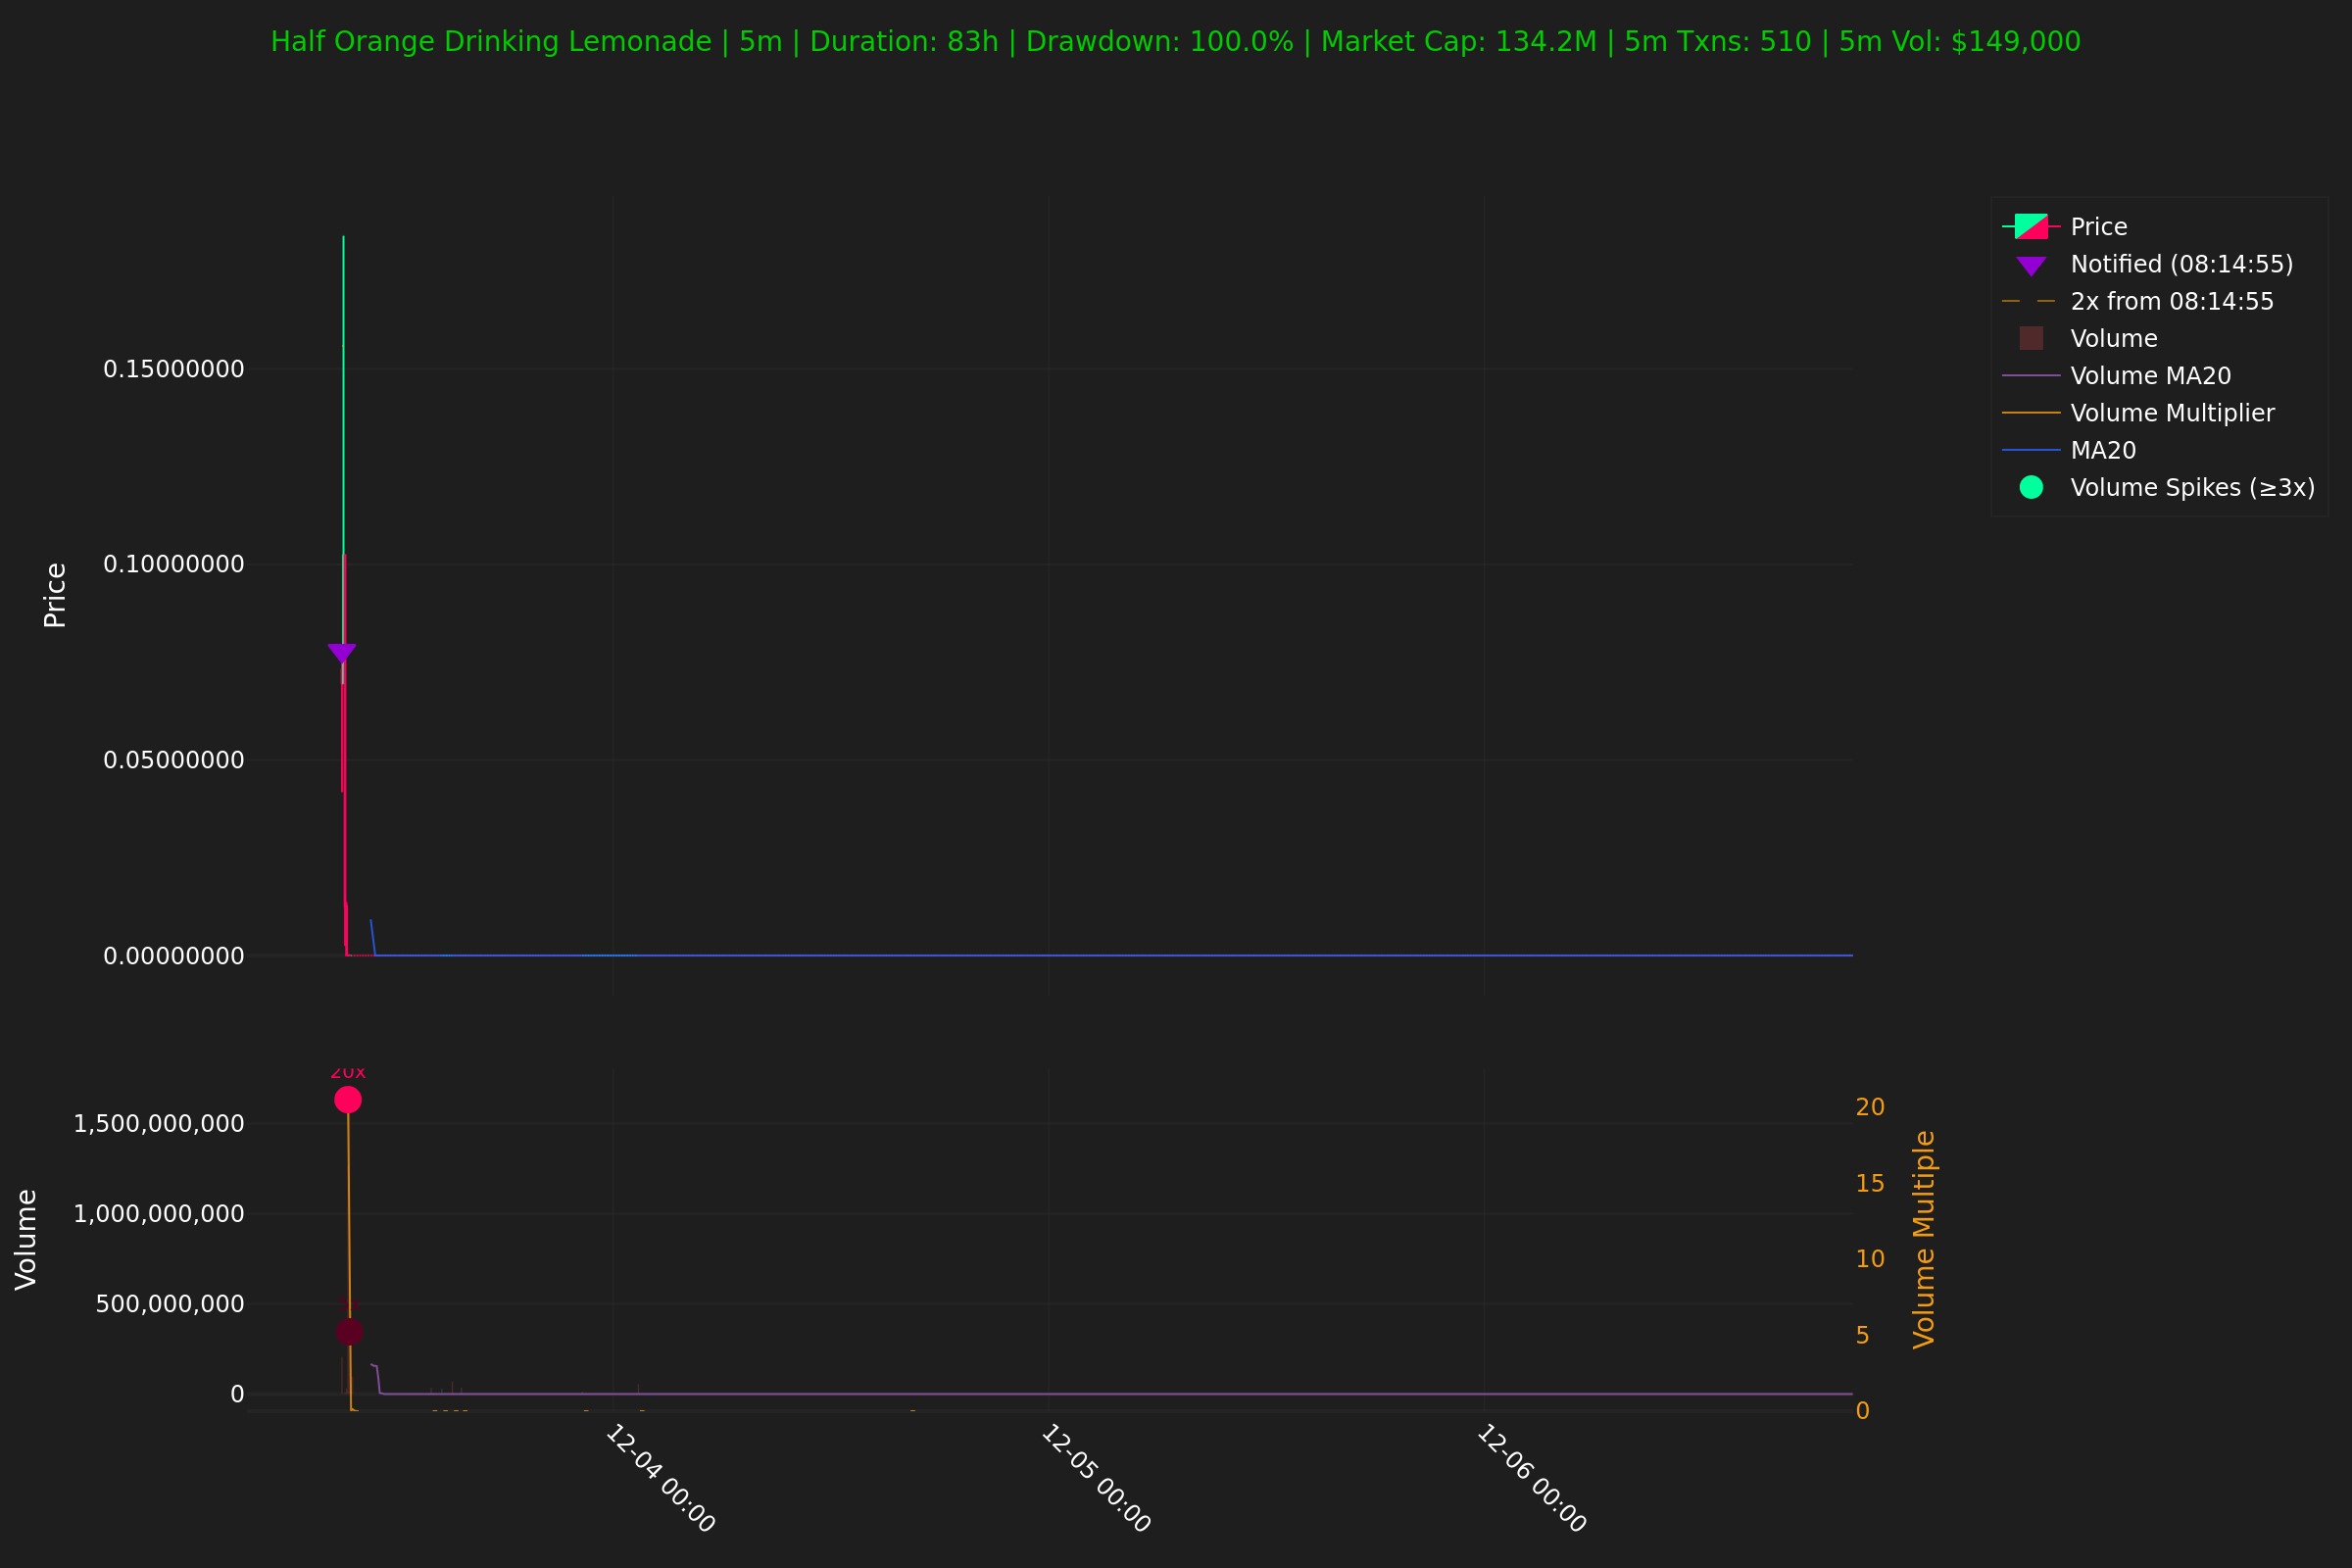 Half Orange Drinking Lemonade | 5m | Duration: 83h | Drawdown: 100.0% | Market Cap: 134.2M | 5m Txns: 510 | 5m Vol: $149,000
Price
0.15000000
0.10000000
0.05000000
0.00000000
Price
Notified (08:14:55)
2x from 08:14:55
Volume
Volume MA20
Volume Multiplier
MA20
Volume Spikes (≥3x)
20x
Volume
1,500,000,000
1,000,000,000
500,000,000
0
20
15
10
5
0
Volume Multiple
12-04 00:00
12-05 00:00
12-06 00:00